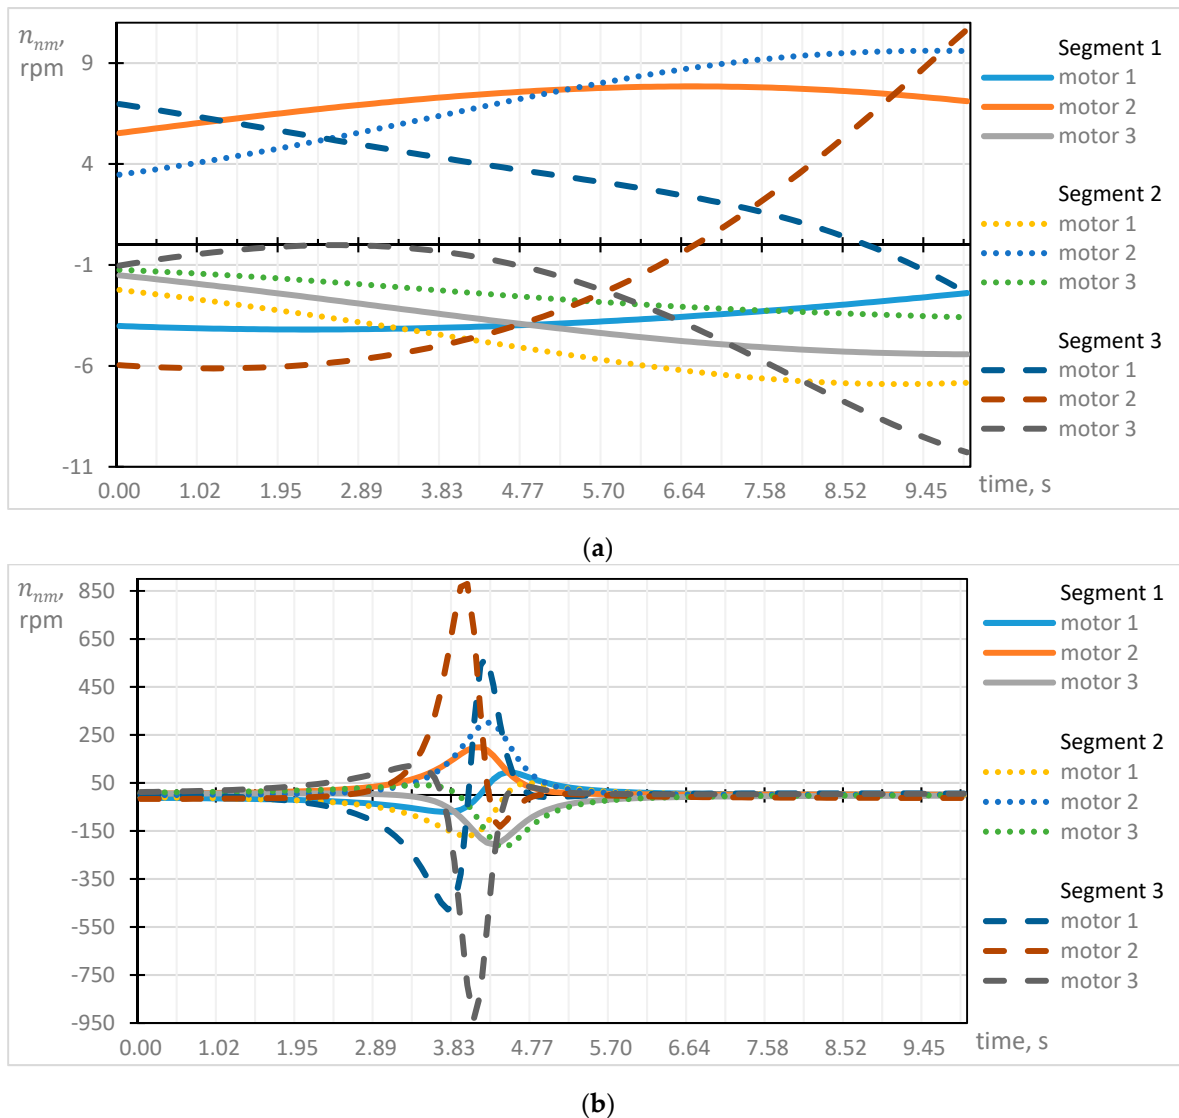 n_nm,
rpm
9
4
-1
-6
-11
0.00 1.02 1.95 2.89 3.83 4.77 5.70 6.64 7.58 8.52 9.45
time, s
Segment 1
motor 1
motor 2
motor 3
Segment 2
motor 1
motor 2
motor 3
Segment 3
motor 1
motor 2
motor 3
(a)
n_nm,
rpm
850
650
450
250
50
-150
-350
-550
-750
-950
0.00 1.02 1.95 2.89 3.83 4.77 5.70 6.64 7.58 8.52 9.45
time, s
Segment 1
motor 1
motor 2
motor 3
Segment 2
motor 1
motor 2
motor 3
Segment 3
motor 1
motor 2
motor 3
(b)